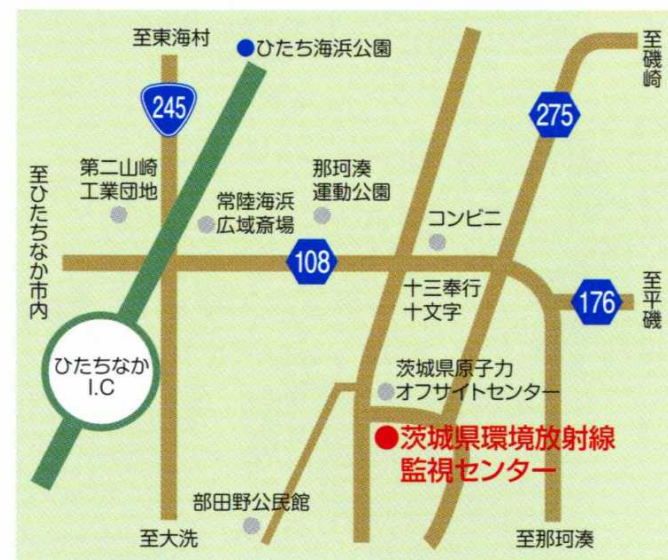 至東海村
ひたち海浜公園
至磯崎
245
275
至ひたちなか市内
第二山崎
工業団地
常陸海浜
広域斎場
那珂湊
運動公園
コンビニ
108
十三奉行
十文字
176
至平磯
ひたちなか
I.C
茨城県原子力
オフサイトセンター
茨城県環境放射線
監視センター
部田野公民館
至大洗
至那珂湊